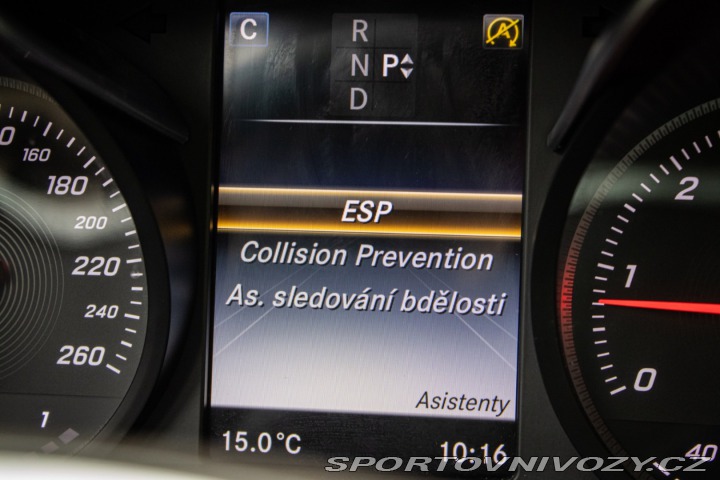 C
R
N P
D
A
0
160
180
200
220
240
260
1
ESP
Collision Prevention
As. sledování bdělosti
Asistenty
15.0°C
10:16
2
1
0
40
SPORTOVNIVOZY.CZ